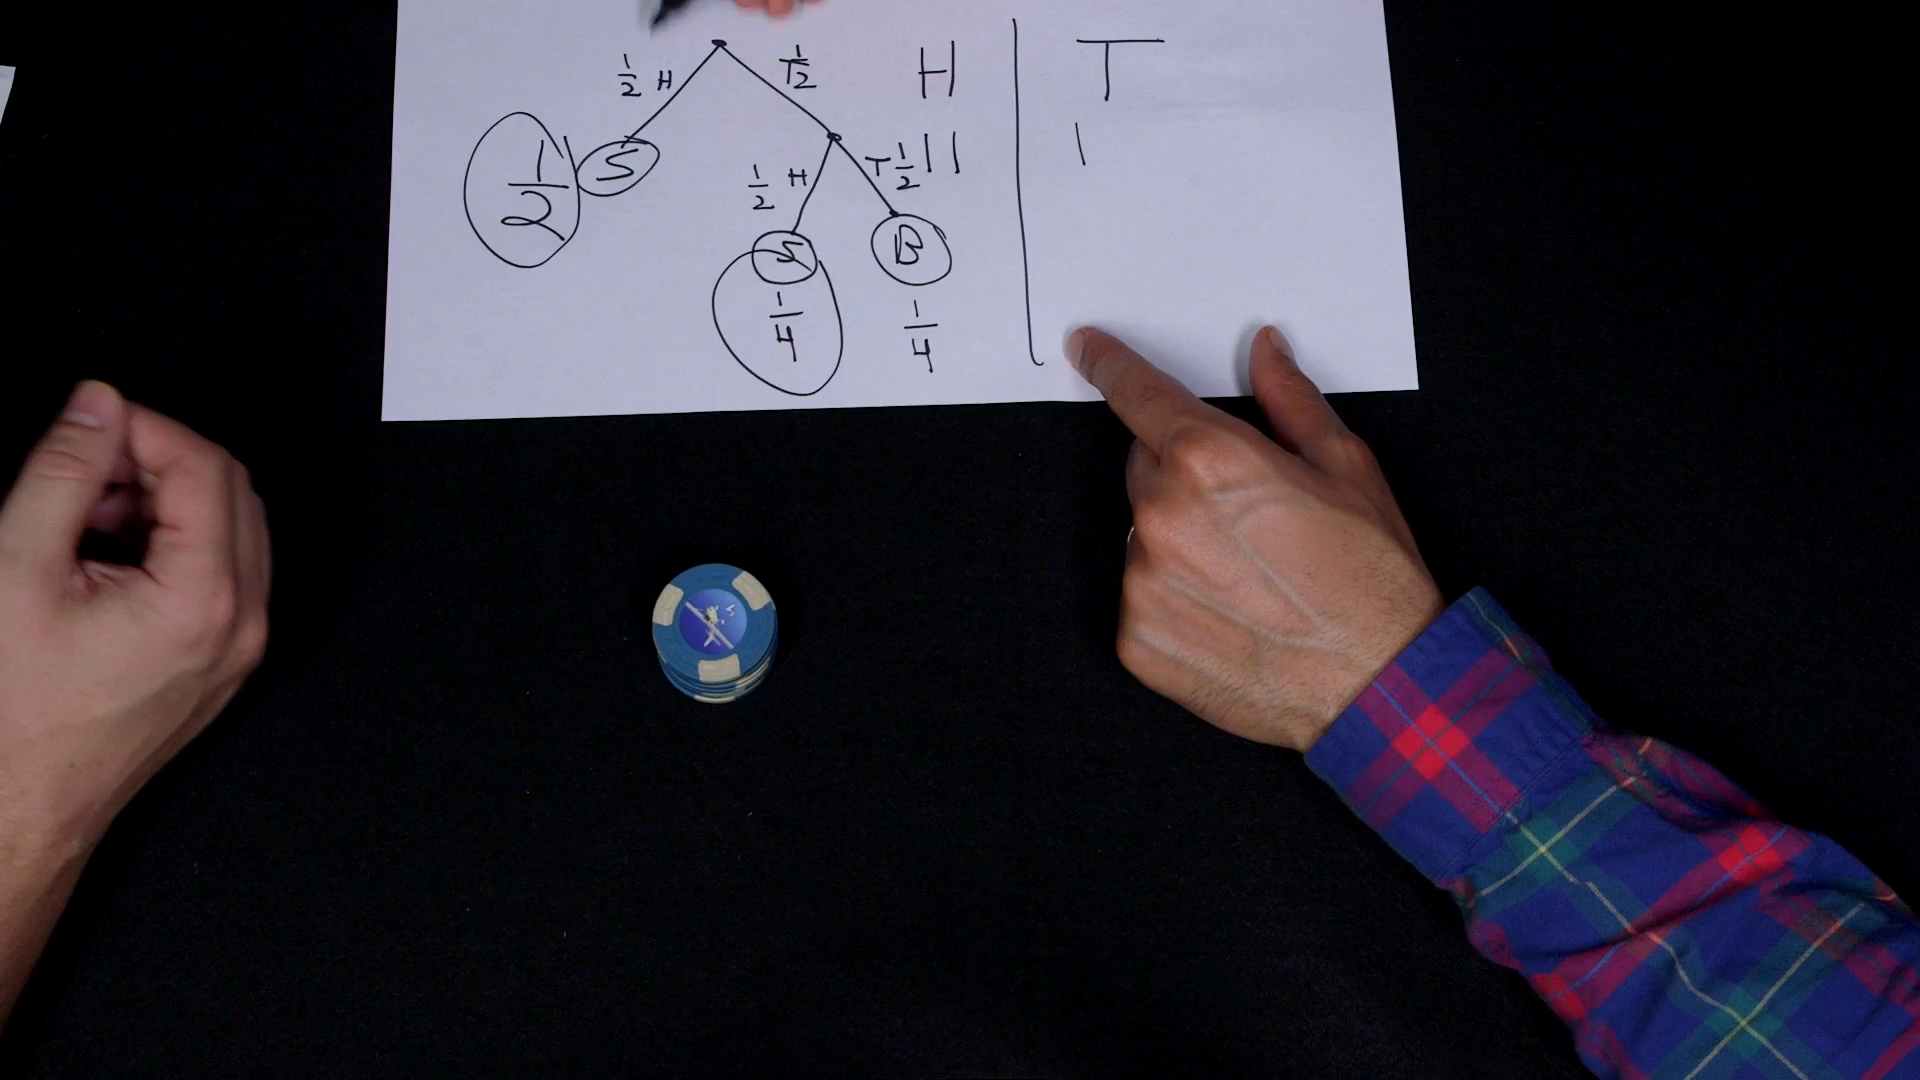 1/2 H T 1/2 H T
1/2 S 1/2 H T 1/2 || |
S B
1/4 1/4